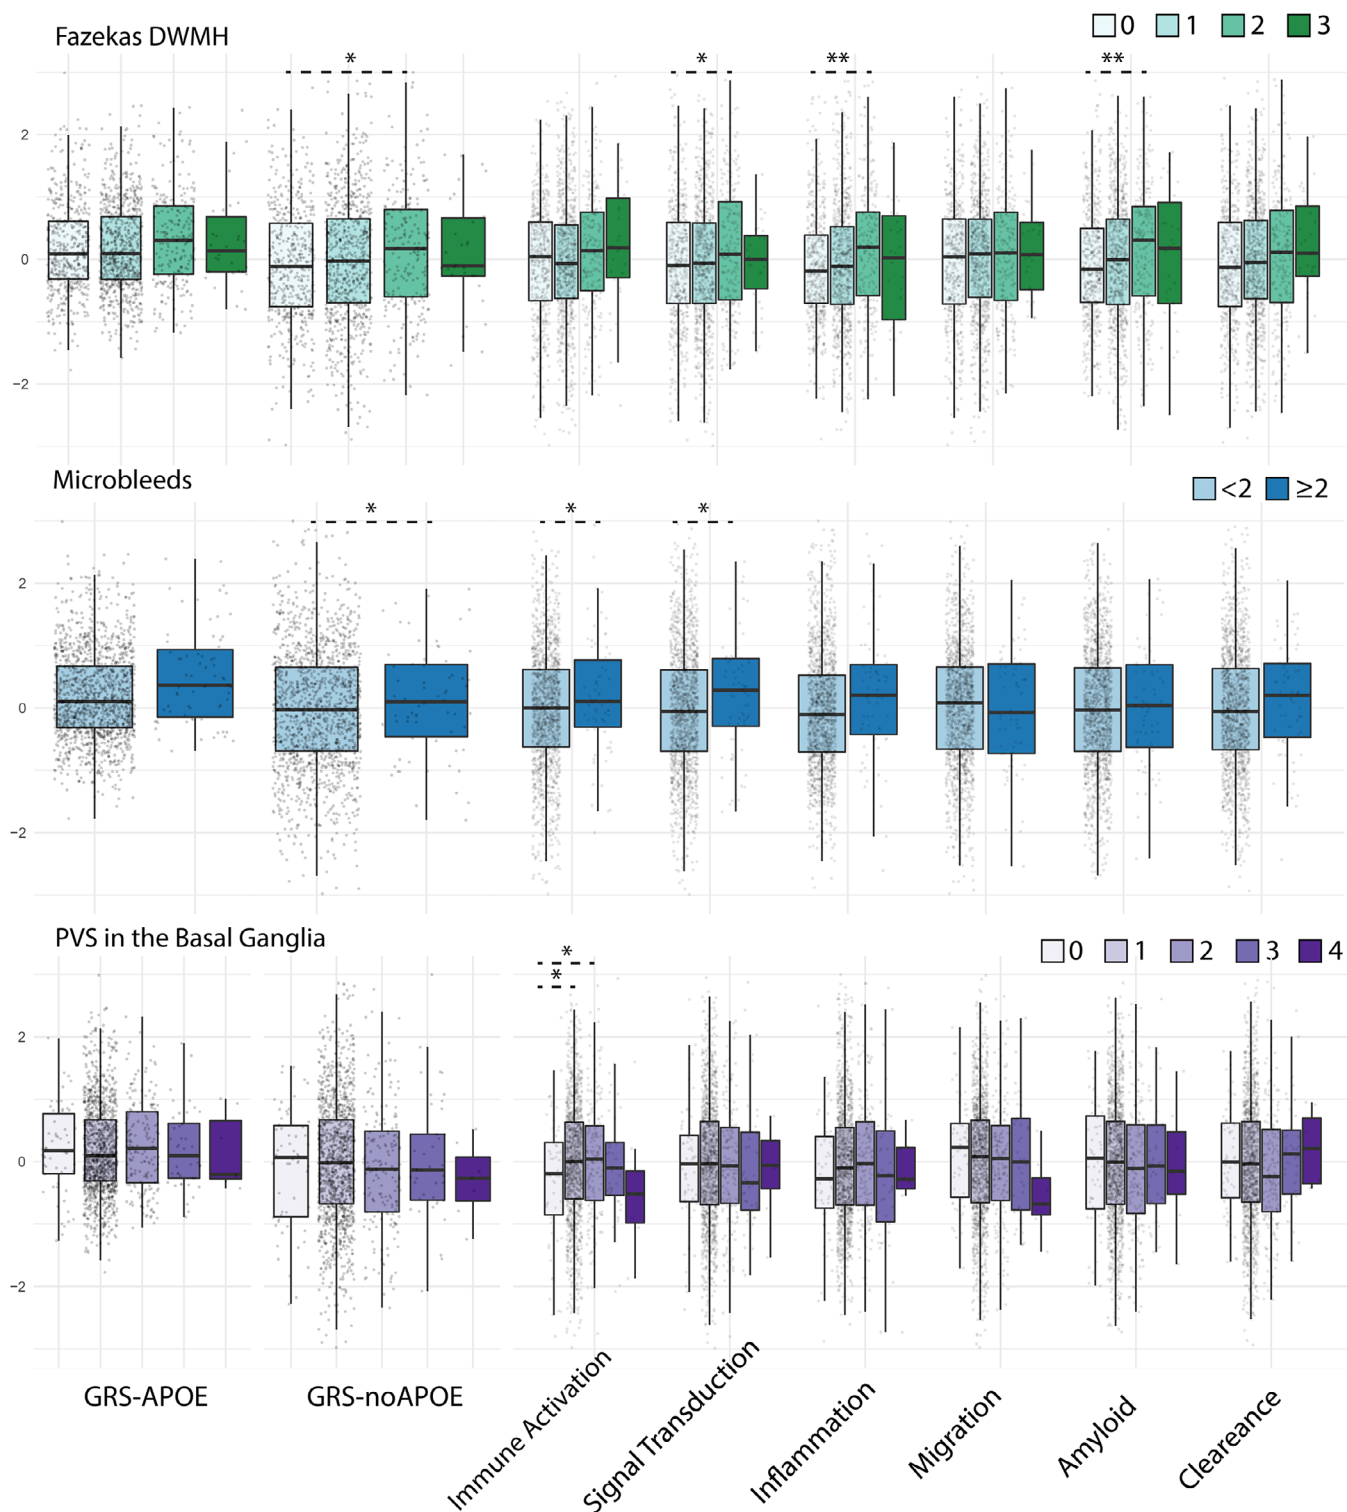 Fazekas DWMH
0 1 2 3
* * ** **
2
0
−2
Microbleeds
<2 ≥2
* * *
2
0
−2
PVS in the Basal Ganglia
0 1 2 3 4
*
*
2
0
−2
GRS-APOE
GRS-noAPOE
Immune Activation
Signal Transduction
Inflammation
Migration
Amyloid
Cleareance